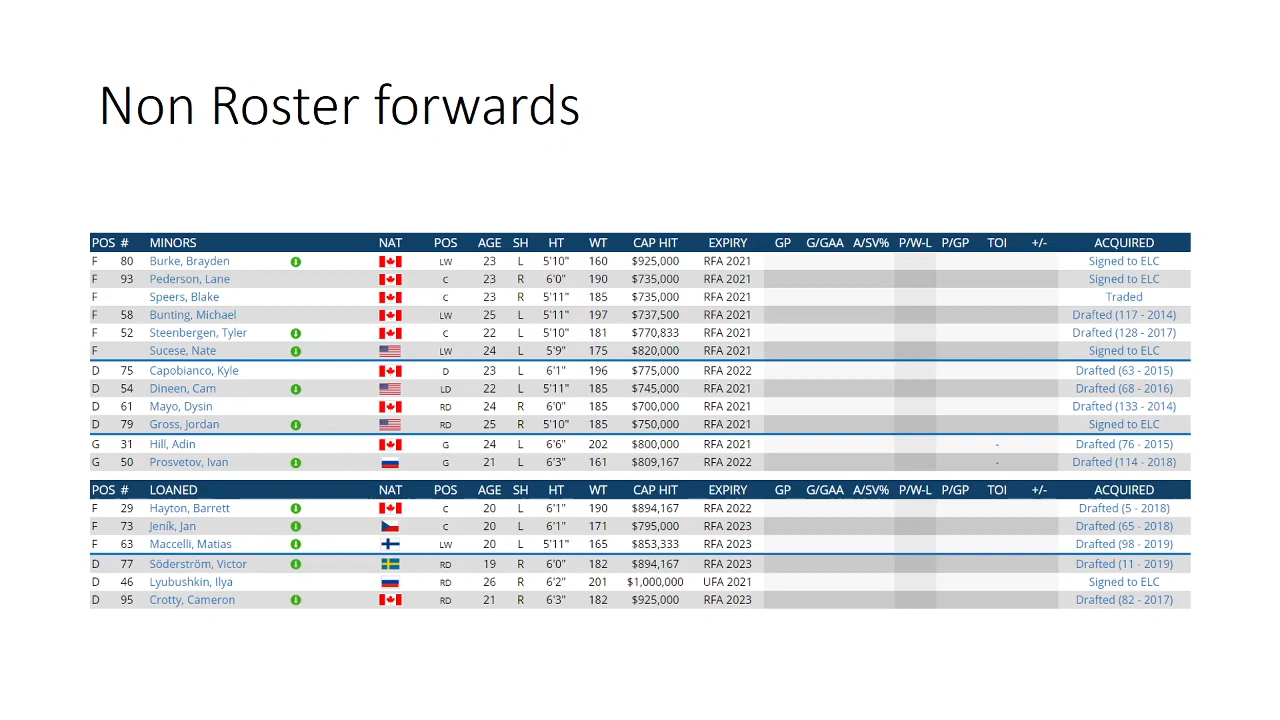 Non Roster forwards
POS # MINORS NAT POS AGE SH HT WT CAP HIT EXPIRY GP G/GAA A/SV% P/W-L P/GP TOI +/- ACQUIRED
F 80 Burke, Brayden LW 23 L 5'10" 160 $925,000 RFA 2021 Signed to ELC
F 93 Pederson, Lane C 23 R 6'0" 190 $735,000 RFA 2021 Signed to ELC
F Speers, Blake C 23 R 5'11" 185 $735,000 RFA 2021 Traded
F 58 Bunting, Michael LW 25 L 5'11" 197 $737,500 RFA 2021 Drafted (117 - 2014)
F 52 Steenbergen, Tyler C 22 L 5'10" 181 $770,833 RFA 2021 Drafted (128 - 2017)
F Sucese, Nate LW 24 L 5'9" 175 $820,000 RFA 2021 Signed to ELC
D 75 Capobianco, Kyle D 23 L 6'1" 196 $775,000 RFA 2022 Drafted (63 - 2015)
D 54 Dineen, Cam LD 22 L 5'11" 185 $745,000 RFA 2021 Drafted (68 - 2016)
D 61 Mayo, Dysin RD 24 R 6'0" 185 $700,000 RFA 2021 Drafted (133 - 2014)
D 79 Gross, Jordan RD 25 R 5'10" 185 $750,000 RFA 2021 Signed to ELC
G 31 Hill, Adin G 24 L 6'6" 202 $800,000 RFA 2021 - Drafted (76 - 2015)
G 50 Prosvetov, Ivan G 21 L 6'3" 161 $809,167 RFA 2022 - Drafted (114 - 2018)
POS # LOANED NAT POS AGE SH HT WT CAP HIT EXPIRY GP G/GAA A/SV% P/W-L P/GP TOI +/- ACQUIRED
F 29 Hayton, Barrett C 20 L 6'1" 190 $894,167 RFA 2022 Drafted (5 - 2018)
F 73 Jeník, Jan C 20 L 6'1" 171 $795,000 RFA 2023 Drafted (65 - 2018)
F 63 Maccelli, Matias LW 20 L 5'11" 165 $853,333 RFA 2023 Drafted (98 - 2019)
D 77 Söderström, Victor RD 19 R 6'0" 182 $894,167 RFA 2023 Drafted (11 - 2019)
D 46 Lyubushkin, Ilya RD 26 R 6'2" 201 $1,000,000 UFA 2021 Signed to ELC
D 95 Crotty, Cameron RD 21 R 6'3" 182 $925,000 RFA 2023 Drafted (82 - 2017)